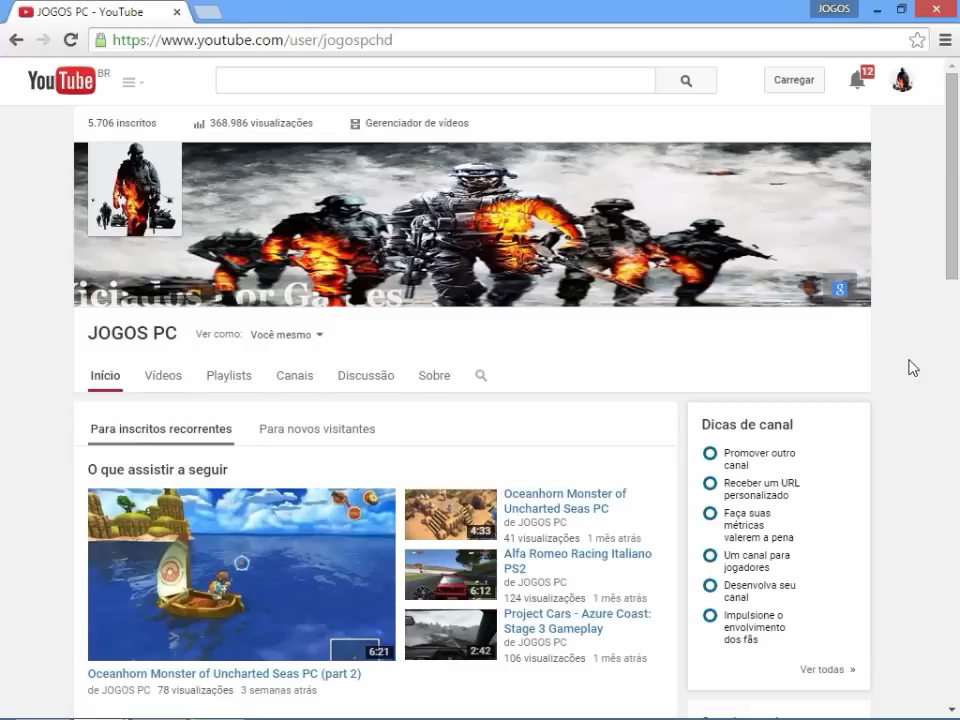 JOGOS PC - YouTube
JOGOS
https://www.youtube.com/user/jogospchd
YouTube BR
Carregar
12
5.706 inscritos
368.986 visualizações
Gerenciador de vídeos
iciados Por Games
g
JOGOS PC
Ver como: Você mesmo
Início
Vídeos
Playlists
Canais
Discussão
Sobre
Para inscritos recorrentes
Para novos visitantes
O que assistir a seguir
6:21
Oceanhorn Monster of Uncharted Seas PC (part 2)
de JOGOS PC 78 visualizações 3 semanas atrás
4:33
Oceanhorn Monster of
Uncharted Seas PC
de JOGOS PC
41 visualizações 1 mês atrás
6:12
Alfa Romeo Racing Italiano
PS2
de JOGOS PC
124 visualizações 1 mês atrás
2:42
Project Cars - Azure Coast:
Stage 3 Gameplay
de JOGOS PC
106 visualizações 1 mês atrás
Dicas de canal
Promover outro
canal
Receber um URL
personalizado
Faça suas
métricas
valerem a pena
Um canal para
jogadores
Desenvolva seu
canal
Impulsione o
envolvimento
dos fãs
Ver todas »